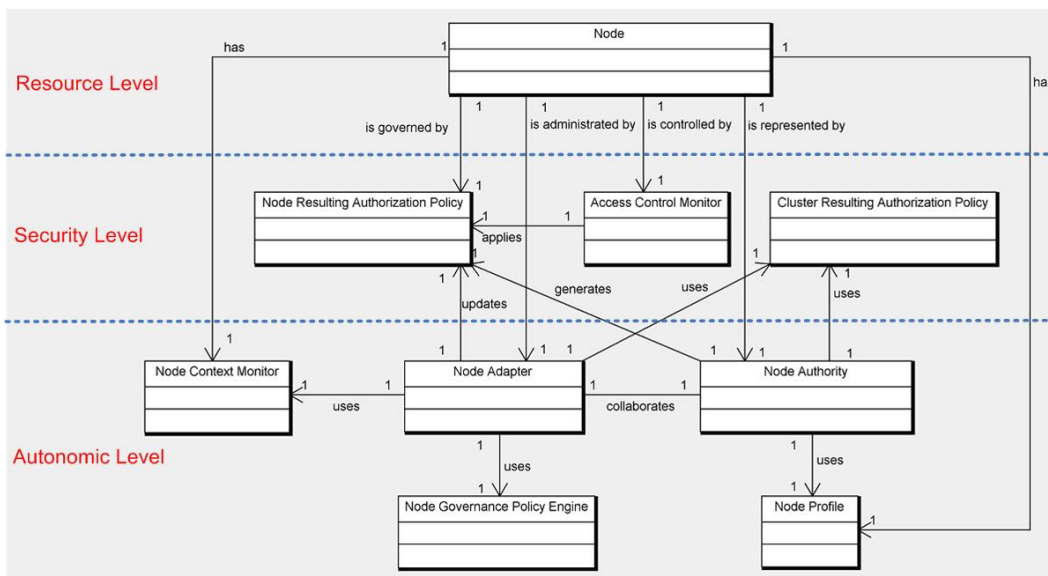 Node
has
1
1
has
Resource Level
1
1
1
1
is governed by
is administrated by
is controlled by
is represented by
1
1
1
Node Resulting Authorization Policy
Access Control Monitor
Cluster Resulting Authorization Policy
Security Level
1
1
applies
1
1
1
1
uses
generates
uses
updates
1
1
1
1
1
1
1
Node Context Monitor
Node Adapter
Node Authority
1
1
1
1
uses
collaborates
Autonomic Level
1
uses
1
uses
1
1
Node Governance Policy Engine
Node Profile
1